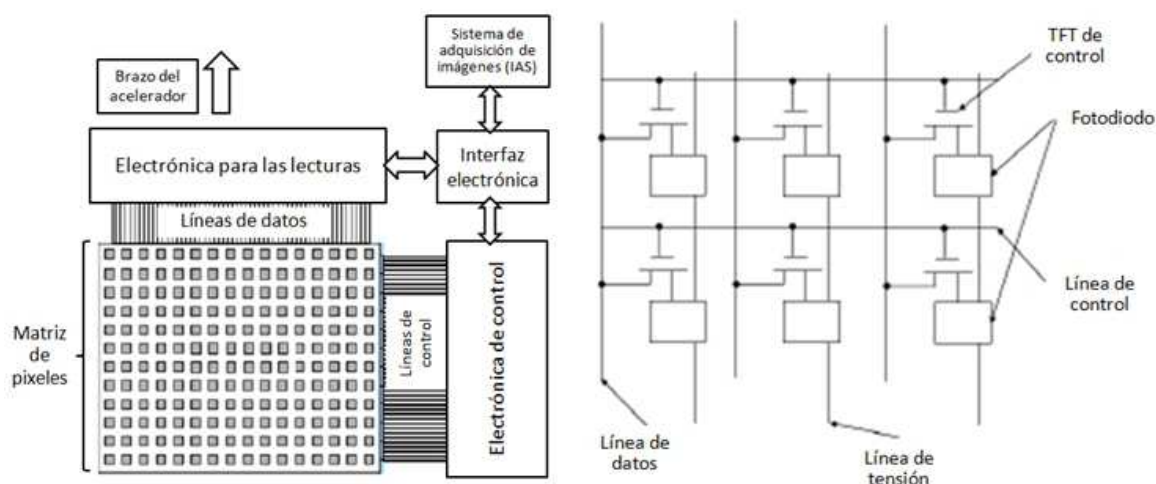 Sistema de
adquisición de
imágenes (IAS)
Brazo del
acelerador
Electrónica para las lecturas
Interfaz
electrónica
Líneas de datos
Matriz
de
pixeles
Líneas de
control
Electrónica de control
TFT de
control
Fotodiodo
Línea de
control
Línea de
datos
Línea de
tensión